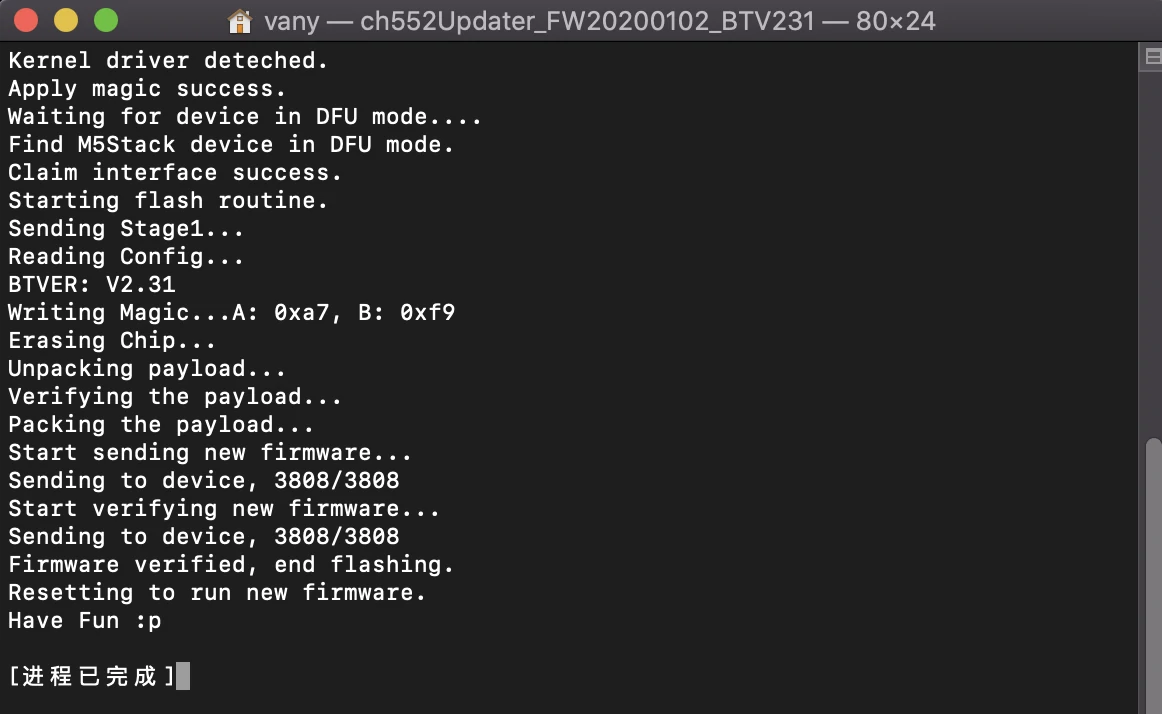 vany — ch552Updater_FW20200102_BTV231 — 80×24
Kernel driver deteched.
Apply magic success.
Waiting for device in DFU mode....
Find M5Stack device in DFU mode.
Claim interface success.
Starting flash routine.
Sending Stage1...
Reading Config...
BTVER: V2.31
Writing Magic...A: 0xa7, B: 0xf9
Erasing Chip...
Unpacking payload...
Verifying the payload...
Packing the payload...
Start sending new firmware...
Sending to device, 3808/3808
Start verifying new firmware...
Sending to device, 3808/3808
Firmware verified, end flashing.
Resetting to run new firmware.
Have Fun :p
[进程已完成]